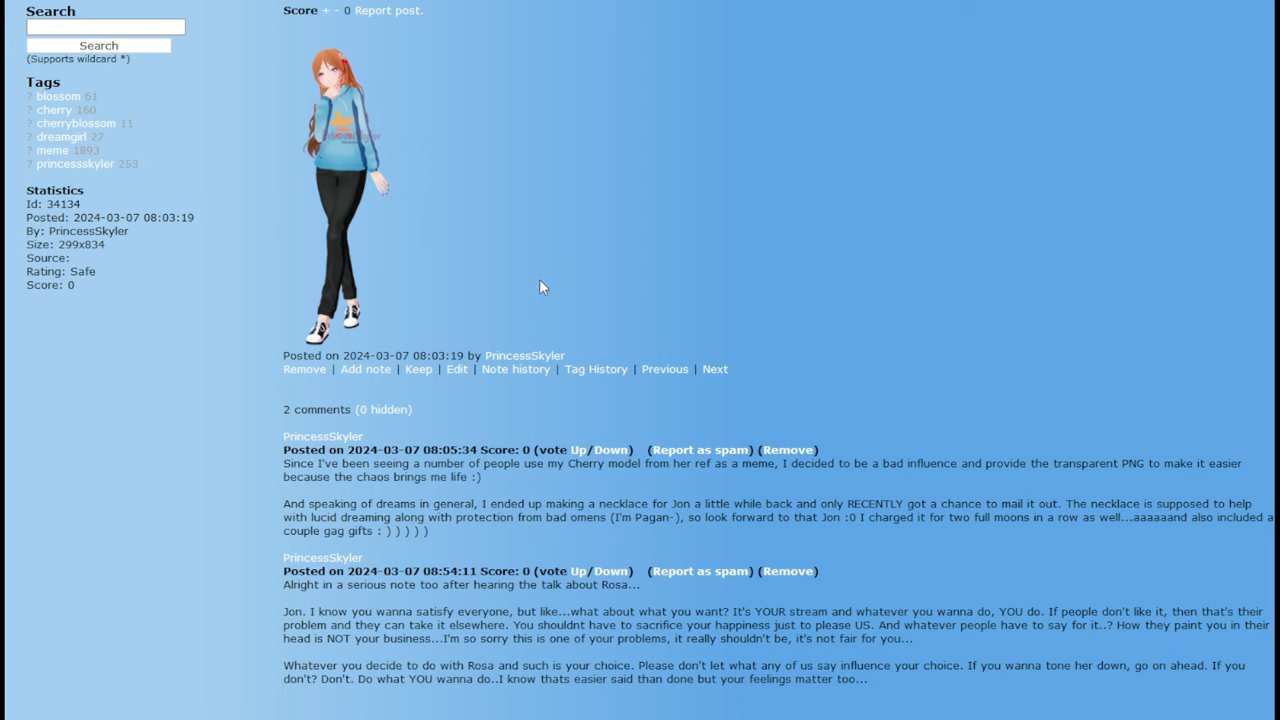 Search
Search
(Supports wildcard *)
Tags
? blossom 61
? cherry 160
? cherryblossom 11
? dreamgirl 27
? meme 1893
? princessskyler 253
Statistics
Id: 34134
Posted: 2024-03-07 08:03:19
By: PrincessSkyler
Size: 299x834
Source:
Rating: Safe
Score: 0
Score + - 0 Report post.
Posted on 2024-03-07 08:03:19 by PrincessSkyler
Remove | Add note | Keep | Edit | Note history | Tag History | Previous | Next
2 comments (0 hidden)
PrincessSkyler
Posted on 2024-03-07 08:05:34 Score: 0 (vote Up/Down) (Report as spam) (Remove)
Since I've been seeing a number of people use my Cherry model from her ref as a meme, I decided to be a bad influence and provide the transparent PNG to make it easier
because the chaos brings me life :)
And speaking of dreams in general, I ended up making a necklace for Jon a little while back and only RECENTLY got a chance to mail it out. The necklace is supposed to help
with lucid dreaming along with protection from bad omens (I'm Pagan-), so look forward to that Jon :0 I charged it for two full moons in a row as well...aaaaaand also included a
couple gag gifts : ) ) ) ) )
PrincessSkyler
Posted on 2024-03-07 08:54:11 Score: 0 (vote Up/Down) (Report as spam) (Remove)
Alright in a serious note too after hearing the talk about Rosa...
Jon. I know you wanna satisfy everyone, but like...what about what you want? It's YOUR stream and whatever you wanna do, YOU do. If people don't like it, then that's their
problem and they can take it elsewhere. You shouldnt have to sacrifice your happiness just to please US. And whatever people have to say for it..? How they paint you in their
head is NOT your business...I'm so sorry this is one of your problems, it really shouldn't be, it's not fair for you...
Whatever you decide to do with Rosa and such is your choice. Please don't let what any of us say influence your choice. If you wanna tone her down, go on ahead. If you
don't? Don't. Do what YOU wanna do..I know thats easier said than done but your feelings matter too...